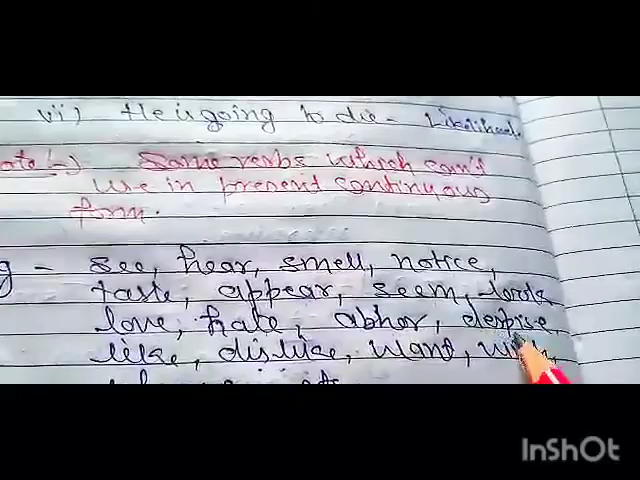 vii) He is going to die - Likelihood.
ote :-) Some verbs which can't
use in present continuous
form.
g - see, hear, smell, notice,
taste, appear, seem, look
love, hate, abhor, despise,
like, dislike, want,
InShOt